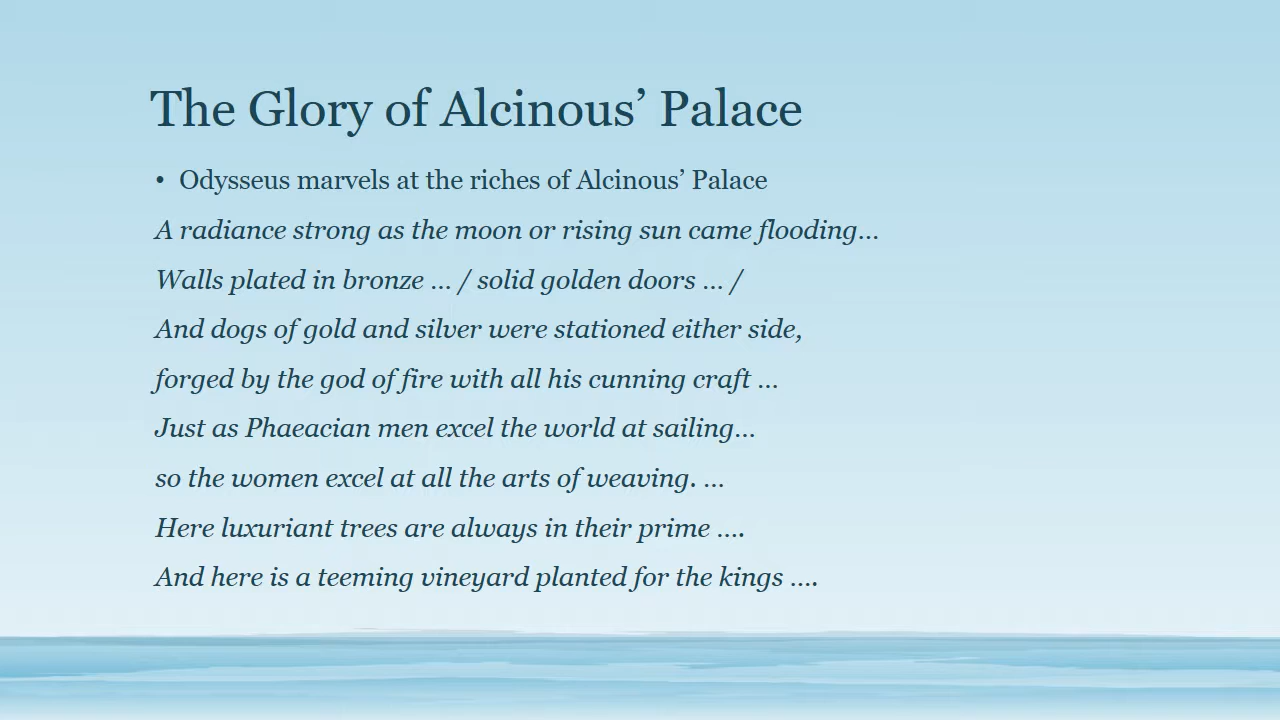 The Glory of Alcinous’ Palace
• Odysseus marvels at the riches of Alcinous’ Palace
A radiance strong as the moon or rising sun came flooding…
Walls plated in bronze … / solid golden doors … /
And dogs of gold and silver were stationed either side,
forged by the god of fire with all his cunning craft …
Just as Phaeacian men excel the world at sailing…
so the women excel at all the arts of weaving. …
Here luxuriant trees are always in their prime ….
And here is a teeming vineyard planted for the kings ….